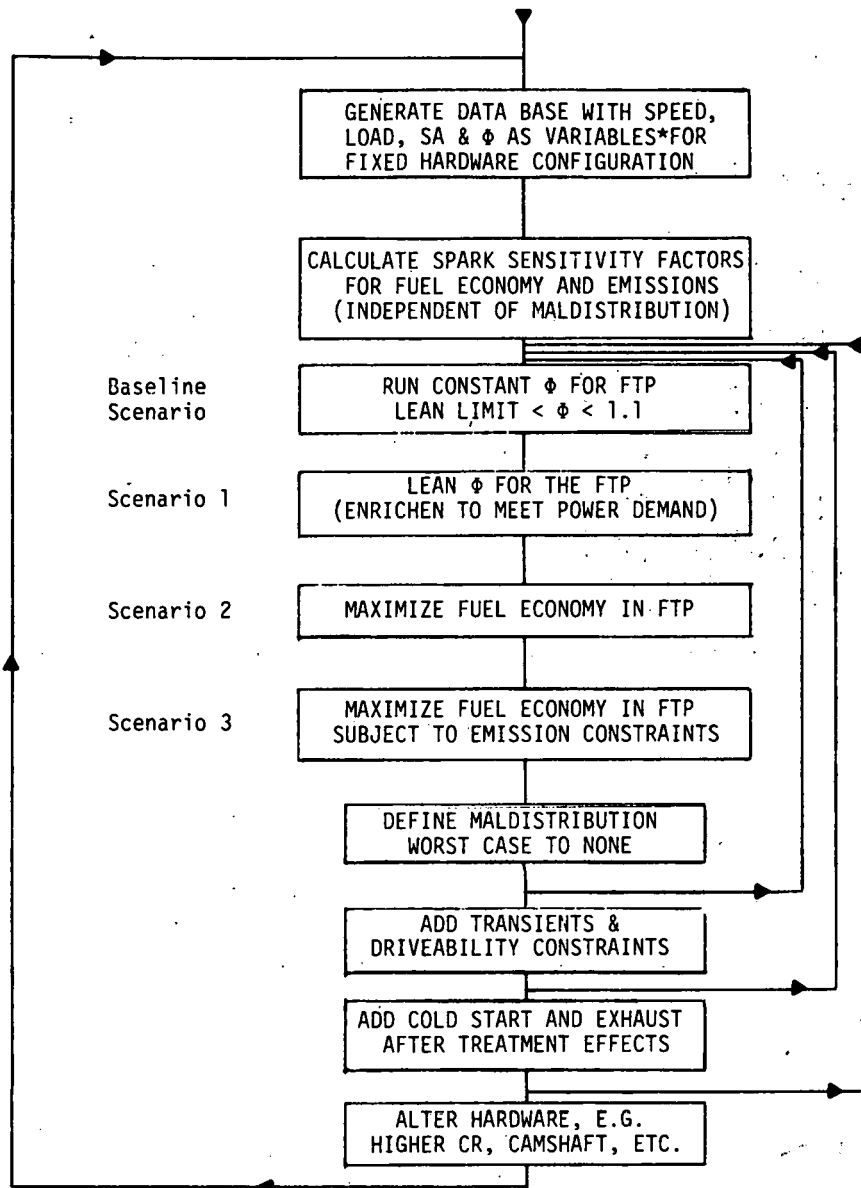 GENERATE DATA BASE WITH SPEED,
LOAD, SA & Φ AS VARIABLES*FOR
FIXED HARDWARE CONFIGURATION
CALCULATE SPARK SENSITIVITY FACTORS
FOR FUEL ECONOMY AND EMISSIONS
(INDEPENDENT OF MALDISTRIBUTION)
Baseline
Scenario
RUN CONSTANT Φ FOR FTP
LEAN LIMIT < Φ < 1.1
Scenario 1
LEAN Φ FOR THE FTP
(ENRICHEN TO MEET POWER DEMAND)
Scenario 2
MAXIMIZE FUEL ECONOMY IN FTP
Scenario 3
MAXIMIZE FUEL ECONOMY IN FTP
SUBJECT TO EMISSION CONSTRAINTS
DEFINE MALDISTRIBUTION
WORST CASE TO NONE
ADD TRANSIENTS &
DRIVEABILITY CONSTRAINTS
ADD COLD START AND EXHAUST
AFTER TREATMENT EFFECTS
ALTER HARDWARE, E.G.
HIGHER CR, CAMSHAFT, ETC.